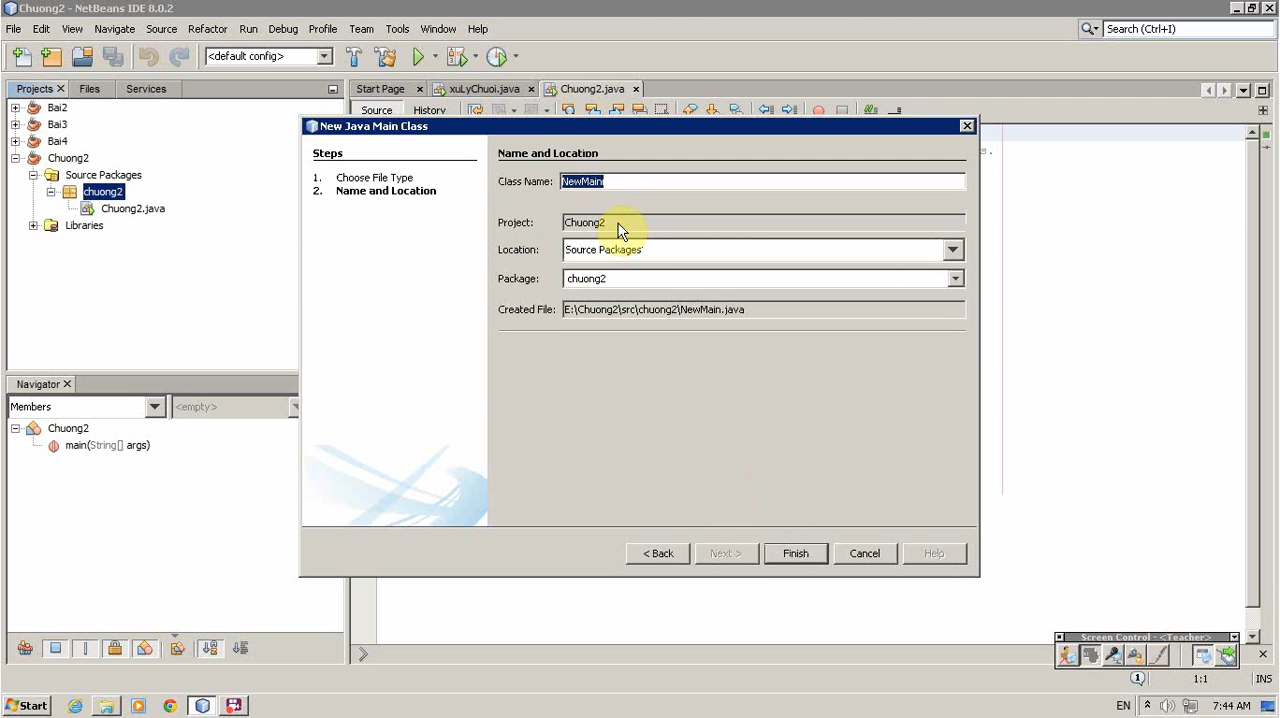 Chuong2 - NetBeans IDE 8.0.2
File Edit View Navigate Source Refactor Run Debug Profile Team Tools Window Help
Search (Ctrl+I)
<default config>
Projects Files Services
Start Page xuLyChuoi.java Chuong2.java
Source History
Bai2
Bai3
Bai4
Chuong2
Source Packages
chuong2
Chuong2.java
Libraries
New Java Main Class
Steps
1. Choose File Type
2. Name and Location
Name and Location
Class Name: NewMain
Project: Chuong2
Location: Source Packages
Package: chuong2
Created File: E:\Chuong2\src\chuong2\NewMain.java
< Back Next > Finish Cancel Help
Navigator
Members <empty>
Chuong2
main(String[] args)
Screen Control - <Teacher>
1 1:1 INS
Start EN 7:44 AM